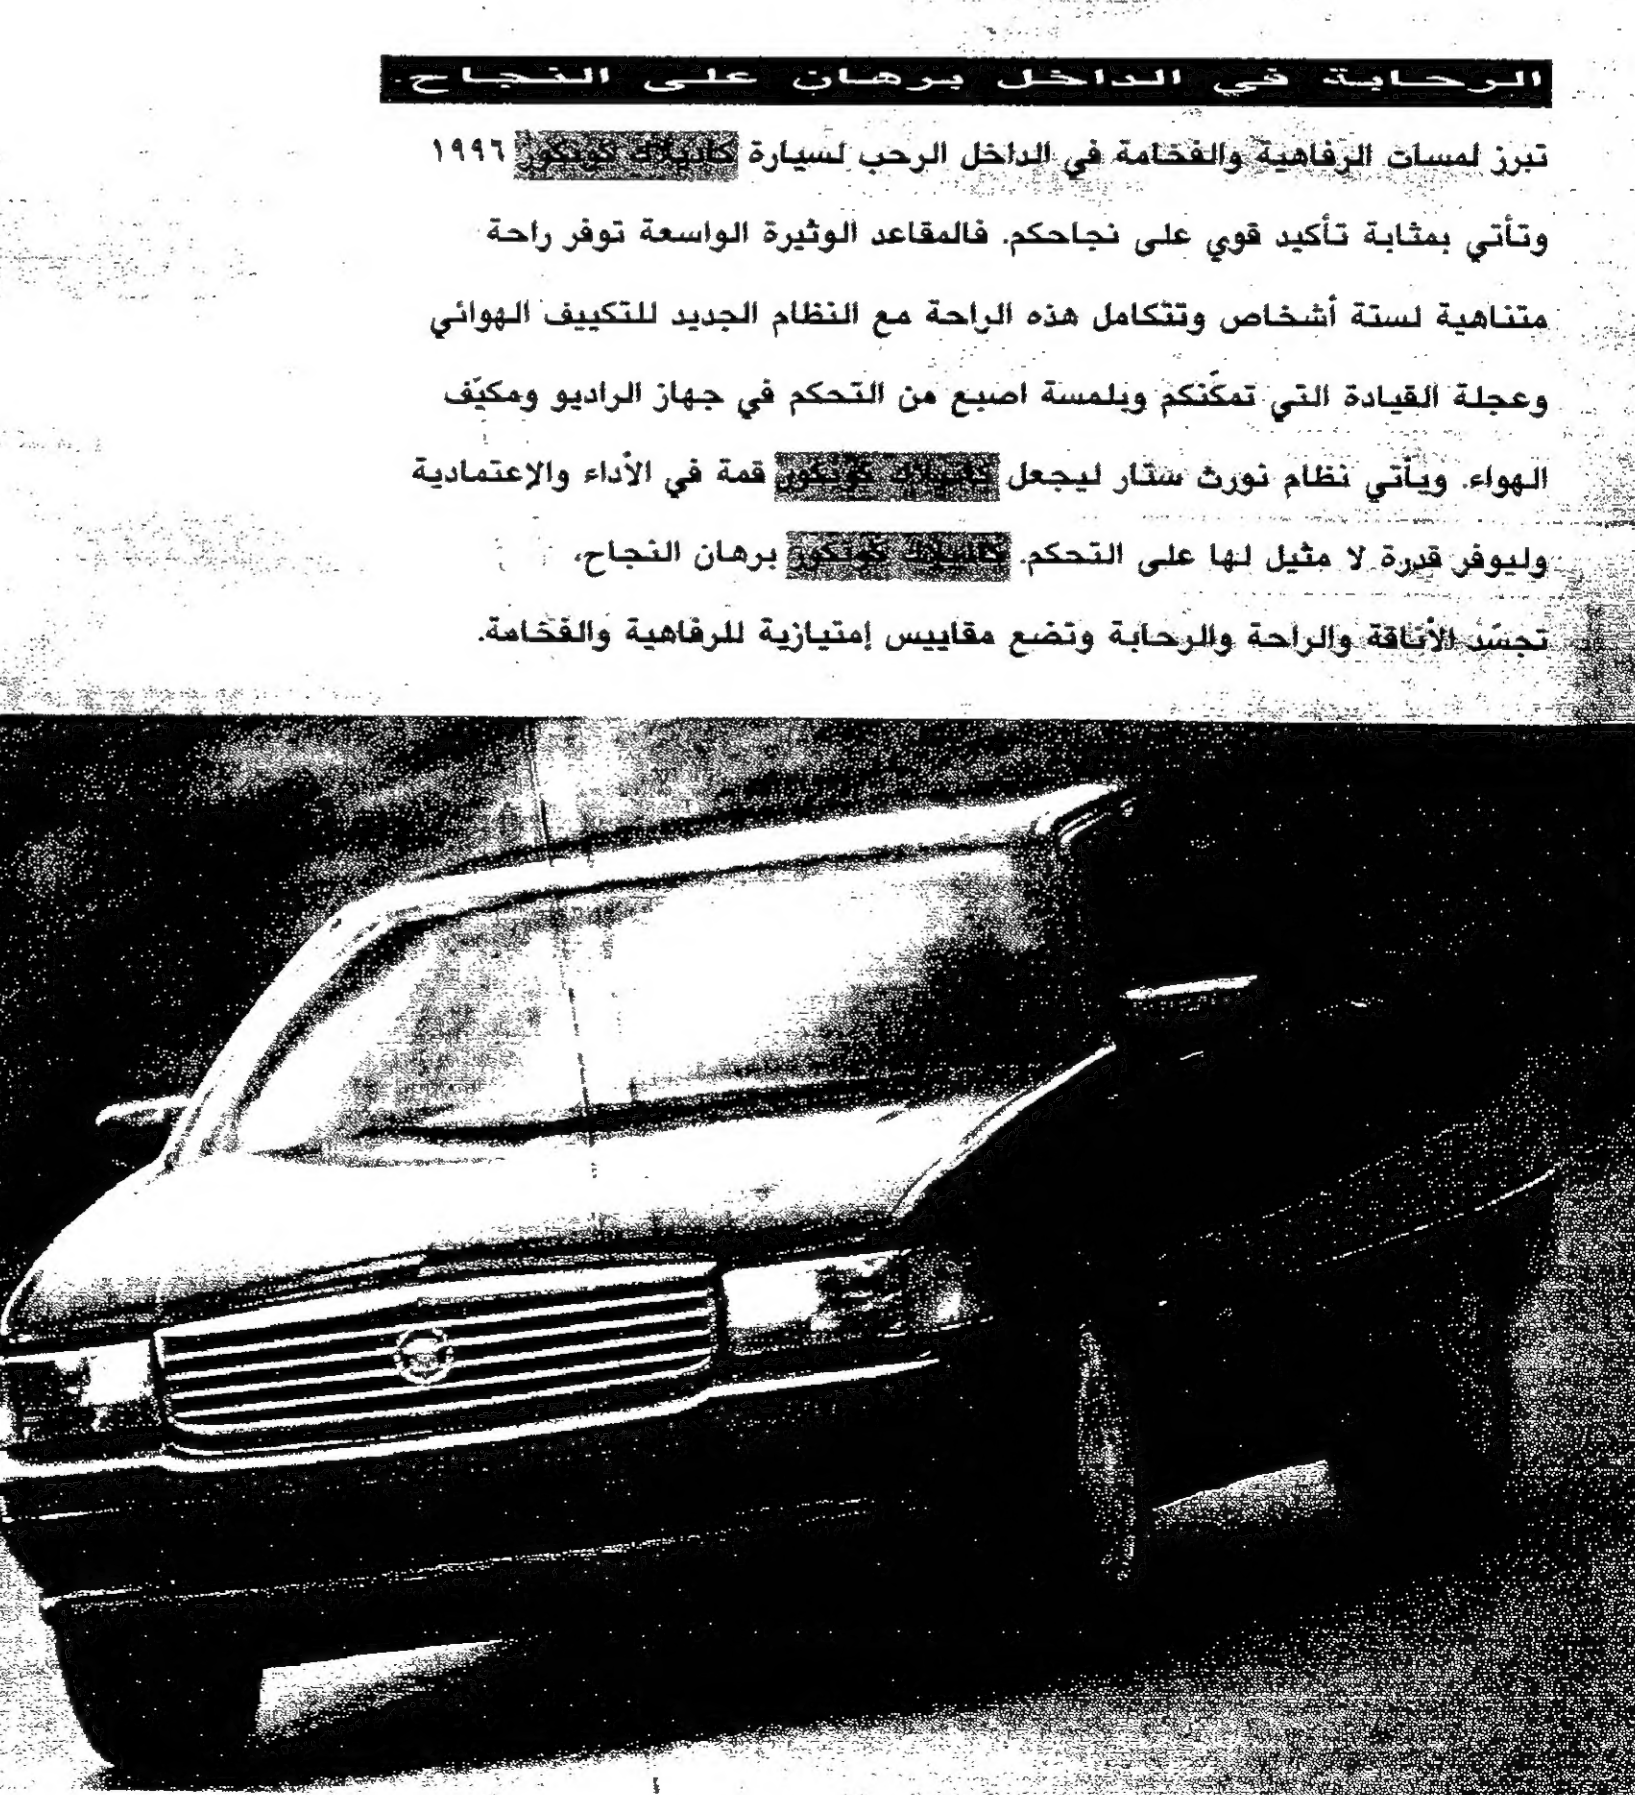 الرحابة في الداخل برهان على النجاح.
تبرز لمسات الرفاهية والفخامة في الداخل الرحب لسيارة كاديلاك كونكور ١٩٩٦
وتأتي بمثابة تأكيد قوي على نجاحكم. فالمقاعد الوثيرة الواسعة توفر راحة
متناهية لستة أشخاص وتتكامل هذه الراحة مع النظام الجديد للتكييف الهوائي
وعجلة القيادة التي تمكّنكم وبلمسة اصبع من التحكم في جهاز الراديو ومكيّف
الهواء. ويأتي نظام نورث ستار ليجعل كاديلاك كونكور قمة في الأداء والإعتمادية
وليوفر قدرة لا مثيل لها على التحكم. كاديلاك كونكور برهان النجاح،
تجسّد الأناقة والراحة والرحابة وتضع مقاييس إمتيازية للرفاهية والفخامة.